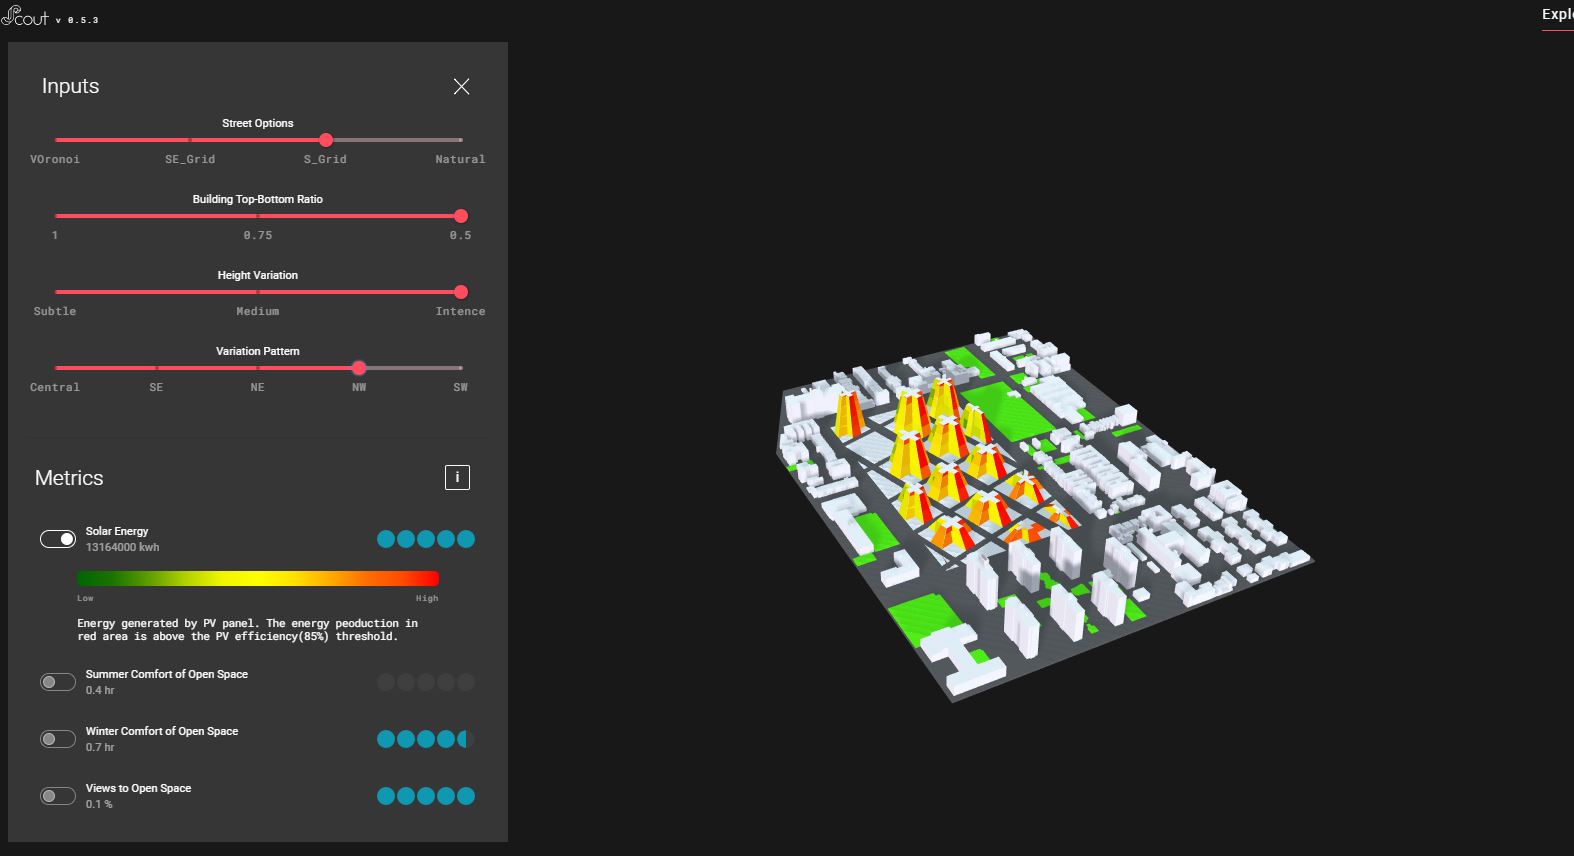 Scout v 0.5.3
Explo
Inputs
Street Options
VOronoi SE_Grid S_Grid Natural
Building Top-Bottom Ratio
1 0.75 0.5
Height Variation
Subtle Medium Intence
Variation Pattern
Central SE NE NW SW
Metrics
i
Solar Energy
13164000 kwh
Low High
Energy generated by PV panel. The energy peoduction in
red area is above the PV efficiency(85%) threshold.
Summer Comfort of Open Space
0.4 hr
Winter Comfort of Open Space
0.7 hr
Views to Open Space
0.1 %